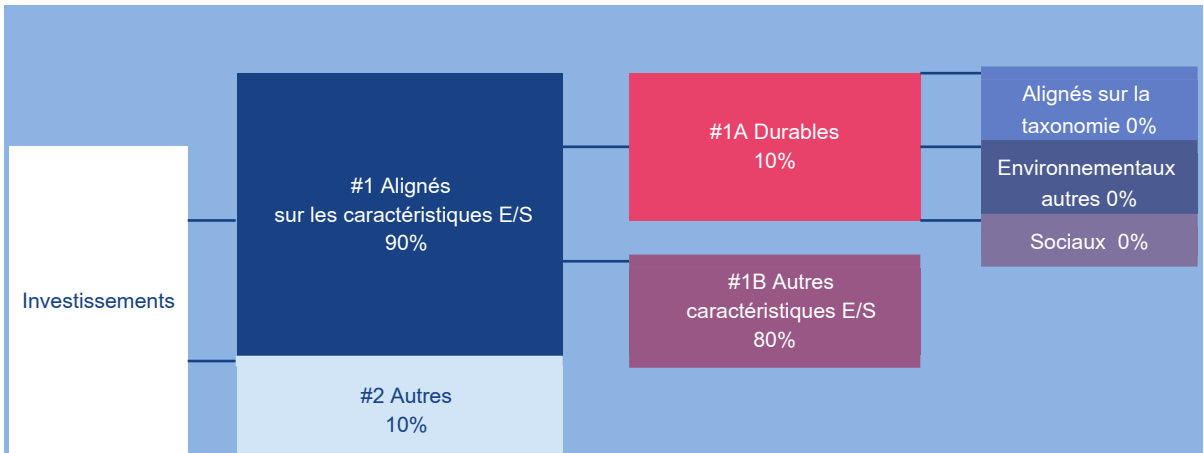 Investissements
#1 Alignés
sur les caractéristiques E/S
90%
#2 Autres
10%
#1A Durables
10%
#1B Autres
caractéristiques E/S
80%
Alignés sur la
taxonomie 0%
Environnementaux
autres 0%
Sociaux 0%